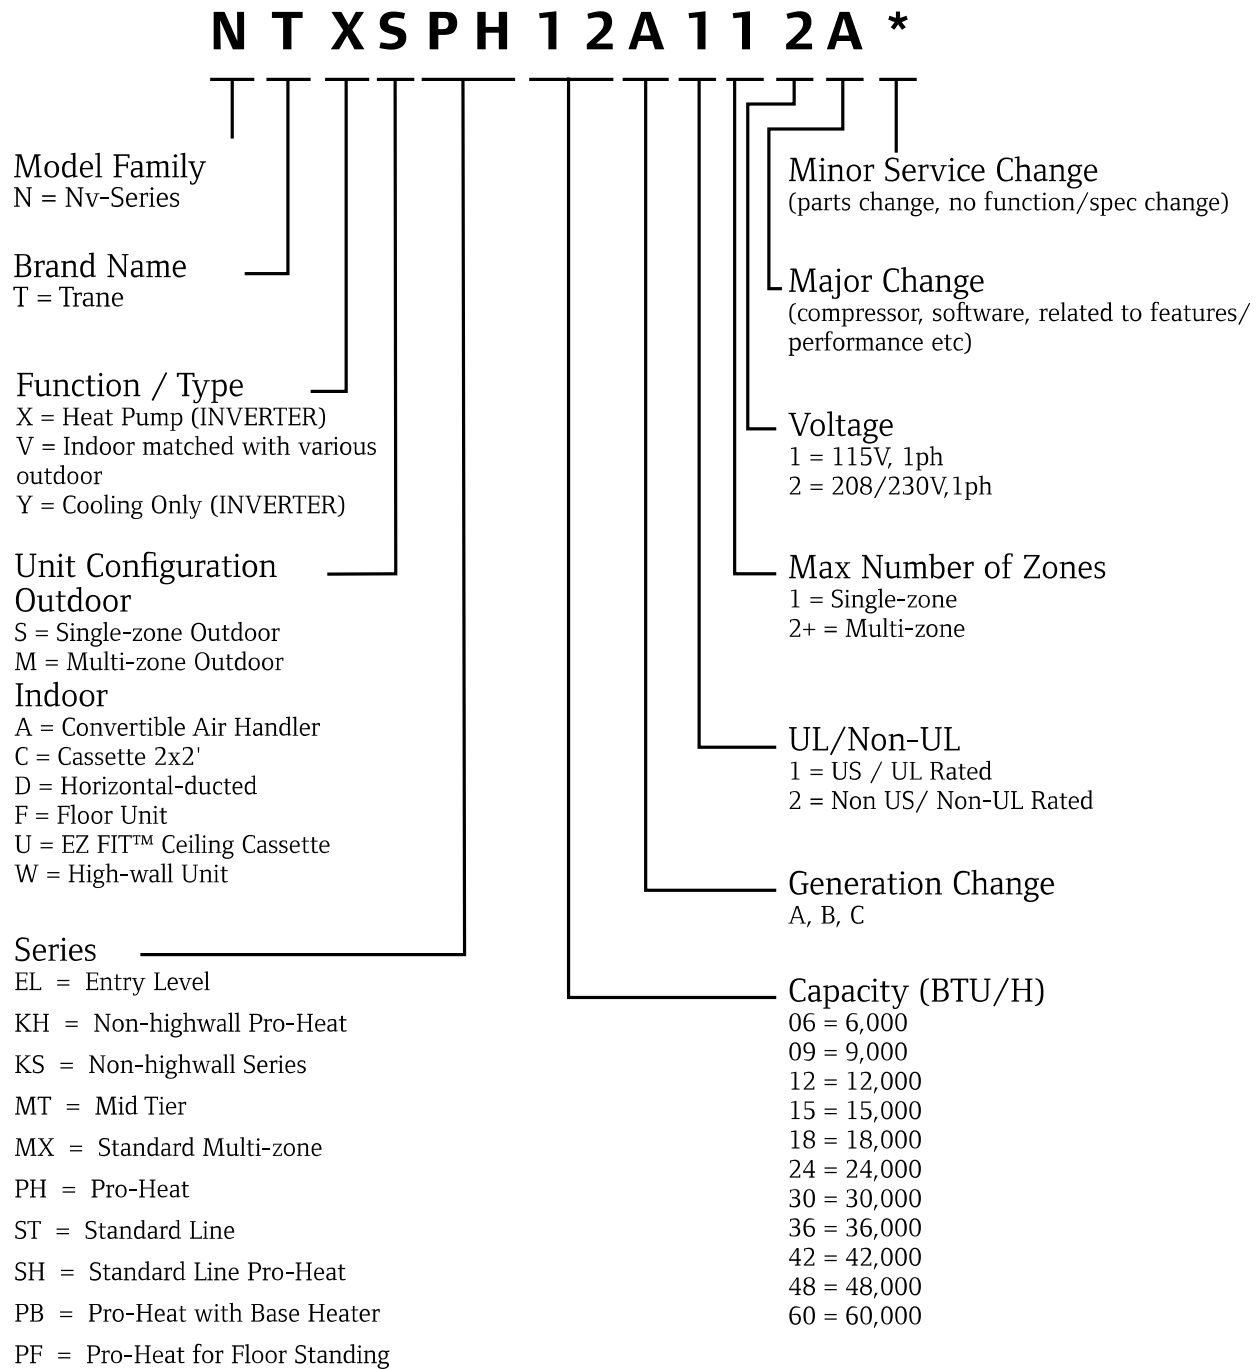 N T X S P H 1 2 A 1 1 2 A *
Model Family
N = Nv-Series
Brand Name
T = Trane
Function / Type
X = Heat Pump (INVERTER)
V = Indoor matched with various
outdoor
Y = Cooling Only (INVERTER)
Unit Configuration
Outdoor
S = Single-zone Outdoor
M = Multi-zone Outdoor
Indoor
A = Convertible Air Handler
C = Cassette 2x2'
D = Horizontal-ducted
F = Floor Unit
U = EZ FIT™ Ceiling Cassette
W = High-wall Unit
Series
EL = Entry Level
KH = Non-highwall Pro-Heat
KS = Non-highwall Series
MT = Mid Tier
MX = Standard Multi-zone
PH = Pro-Heat
ST = Standard Line
SH = Standard Line Pro-Heat
PB = Pro-Heat with Base Heater
PF = Pro-Heat for Floor Standing
Minor Service Change
(parts change, no function/spec change)
Major Change
(compressor, software, related to features/
performance etc)
Voltage
1 = 115V, 1ph
2 = 208/230V,1ph
Max Number of Zones
1 = Single-zone
2+ = Multi-zone
UL/Non-UL
1 = US / UL Rated
2 = Non US/ Non-UL Rated
Generation Change
A, B, C
Capacity (BTU/H)
06 = 6,000
09 = 9,000
12 = 12,000
15 = 15,000
18 = 18,000
24 = 24,000
30 = 30,000
36 = 36,000
42 = 42,000
48 = 48,000
60 = 60,000